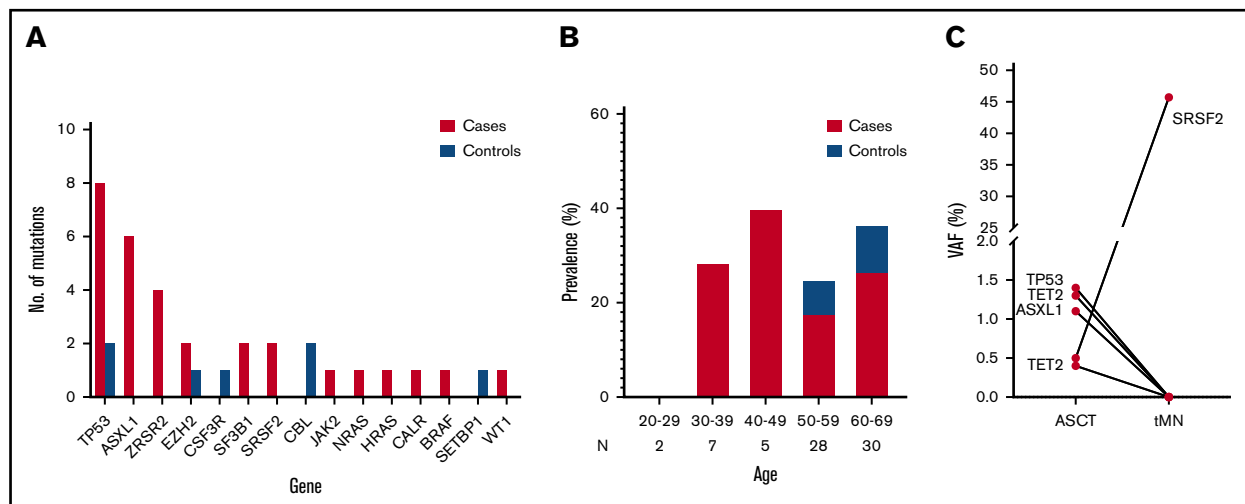 A
No. of mutations
10
8
6
4
2
0
Cases
Controls
TP53
ASXL1
ZRSR2
EZH2
CSF3R
SF3B1
SRSF2
CBL
JAK2
NRAS
HRAS
CALR
BRAF
SETBP1
WT1
Gene
B
Prevalence (%)
60
40
20
0
Cases
Controls
20-29 30-39 40-49 50-59 60-69
N 2 7 5 28 30
Age
C
VAF (%)
50
45
40
35
30
25
2.0
1.5
1.0
0.5
0.0
SRSF2
TP53
TET2
ASXL1
TET2
ASCT tMN